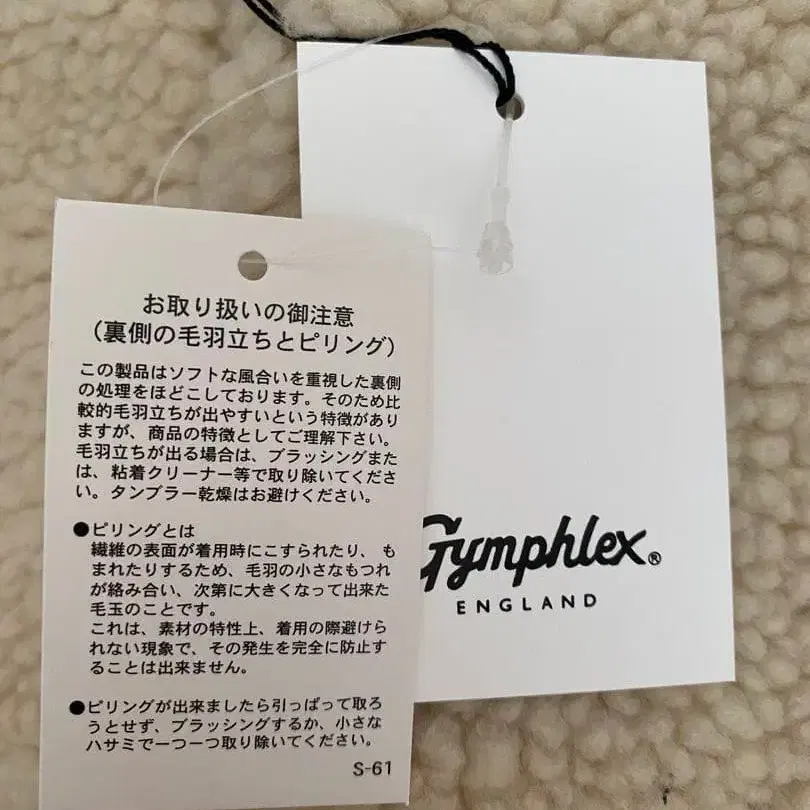 お取り扱いの御注意
(裏側の毛羽立ちとピリング)
この製品はソフトな風合いを重視した裏側
の処理をほどこしております。そのため比
較的毛羽立ちが出やすいという特徴があり
ますが、商品の特徴としてご理解下さい。
毛羽立ちが出る場合は、ブラッシングまた
は、粘着クリーナー等で取り除いてくださ
い。タンブラー乾燥はお避けください。
●ピリングとは
繊維の表面が着用時にこすられたり、も
まれたりするため、毛羽の小さなもつれ
が絡み合い、次第に大きくなって出来た
毛玉のことです。
これは、素材の特性上、着用の際避けら
れない現象で、その発生を完全に防止す
ることは出来ません。
●ピリングが出来ましたら引っぱって取ろ
うとせず、ブラッシングするか、小さな
ハサミで一つ一つ取り除いてください。
S-61
Gymphlex®
ENGLAND